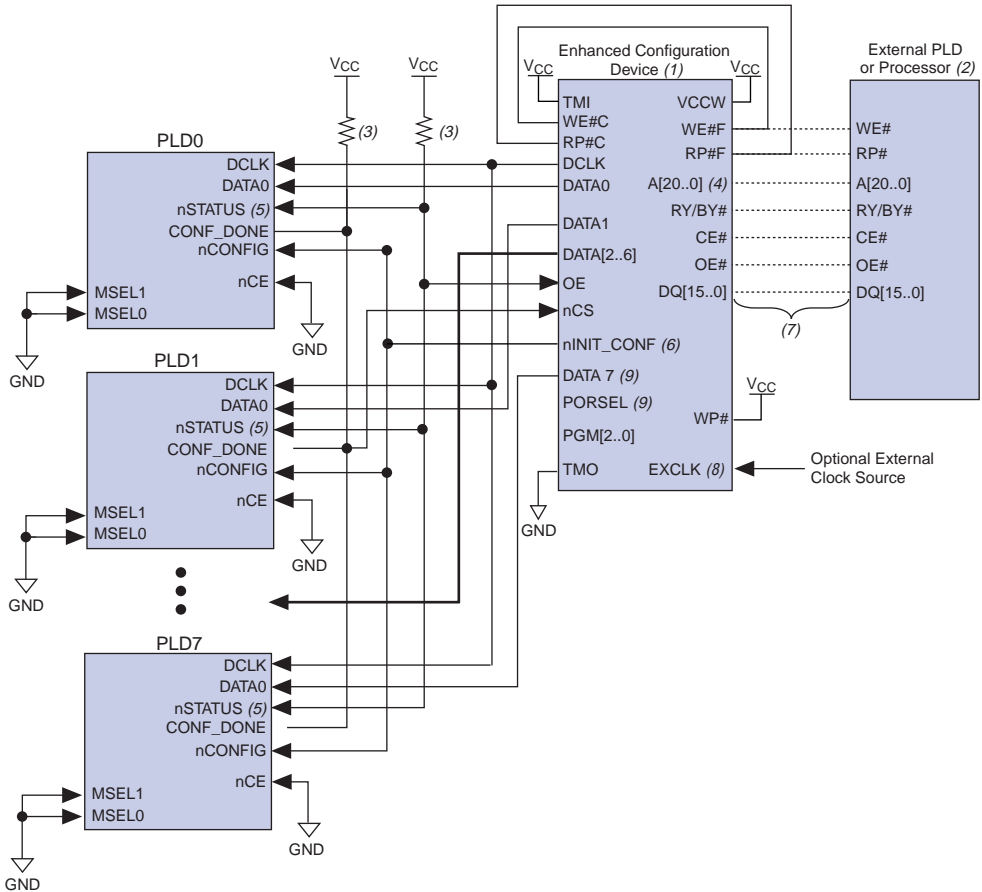 Enhanced Configuration
Device (1)
External PLD
or Processor (2)
VCC
VCC
VCC
VCC
(3)
(3)
TMI
WE#C
RP#C
DCLK
DATA0
DATA1
DATA[2..6]
OE
nCS
nINIT_CONF (6)
DATA 7 (9)
PORSEL (9)
PGM[2..0]
TMO
GND
VCCW
WE#F
RP#F
A[20..0] (4)
RY/BY#
CE#
OE#
DQ[15..0]
WP#
EXCLK (8)
VCC
(7)
WE#
RP#
A[20..0]
RY/BY#
CE#
OE#
DQ[15..0]
Optional External
Clock Source
PLD0
DCLK
DATA0
nSTATUS (5)
CONF_DONE
nCONFIG
nCE
MSEL1
MSEL0
GND
GND
PLD1
DCLK
DATA0
nSTATUS (5)
CONF_DONE
nCONFIG
nCE
MSEL1
MSEL0
GND
GND
PLD7
DCLK
DATA0
nSTATUS (5)
CONF_DONE
nCONFIG
nCE
MSEL1
MSEL0
GND
GND